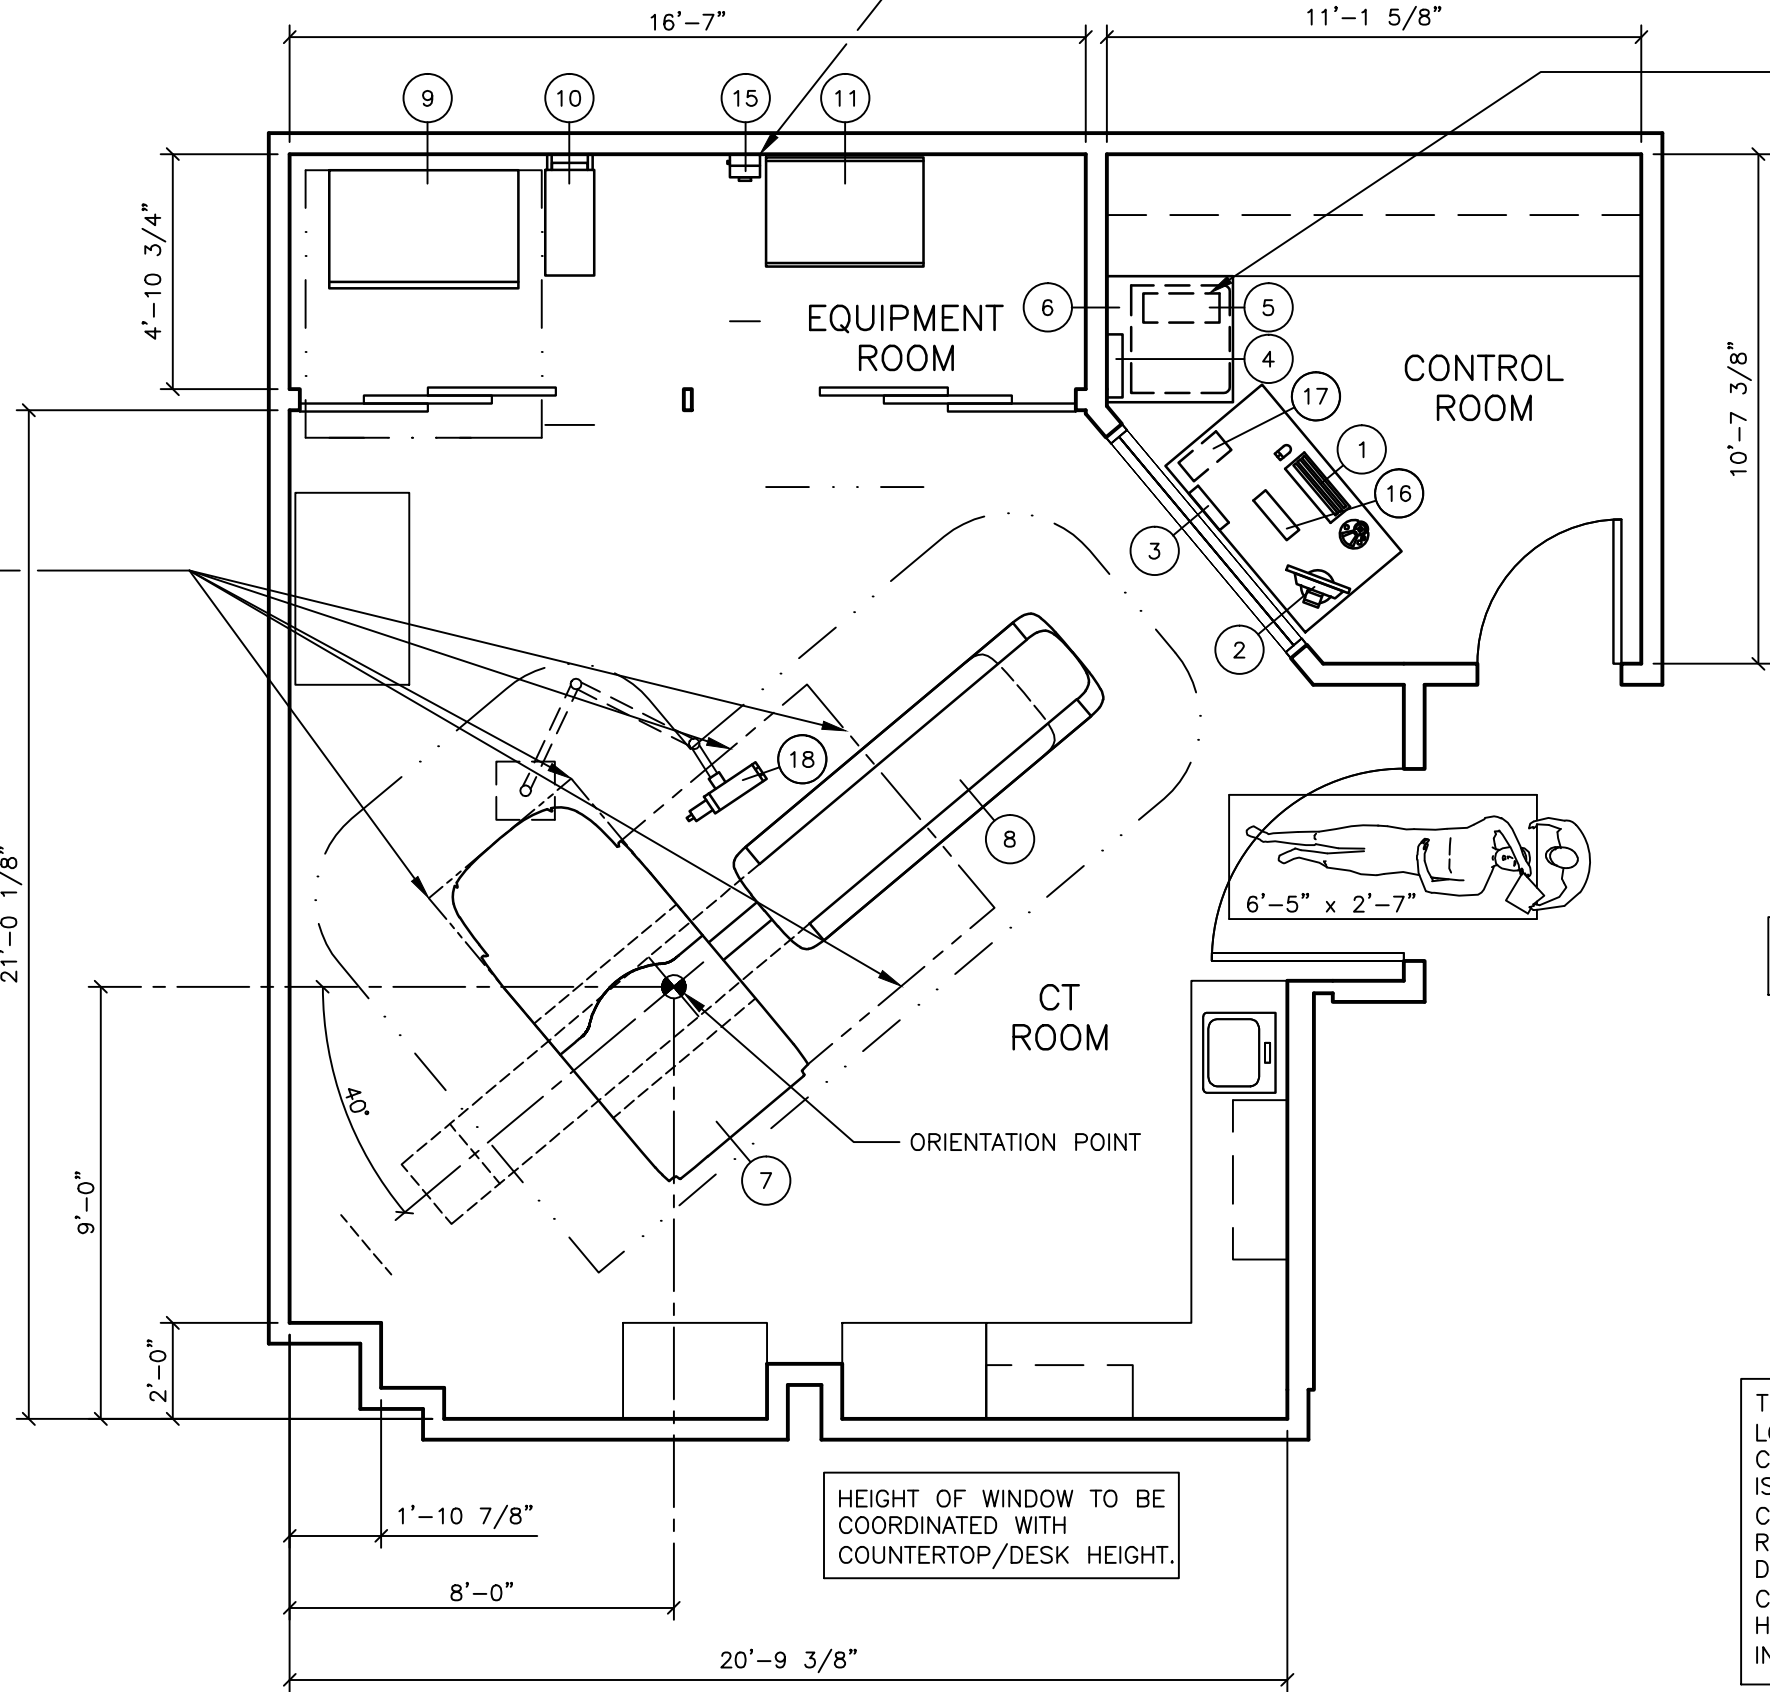 16'-7"
11'-1 5/8"
9
10
15
11
4'-10 3/4"
EQUIPMENT
ROOM
6
5
4
CONTROL
ROOM
17
1
16
3
2
10'-7 3/8"
18
8
6'-5" x 2'-7"
21'-0 1/8"
CT
ROOM
40°
ORIENTATION POINT
7
9'-0"
2'-0"
1'-10 7/8"
HEIGHT OF WINDOW TO BE
COORDINATED WITH
COUNTERTOP/DESK HEIGHT.
8'-0"
20'-9 3/8"